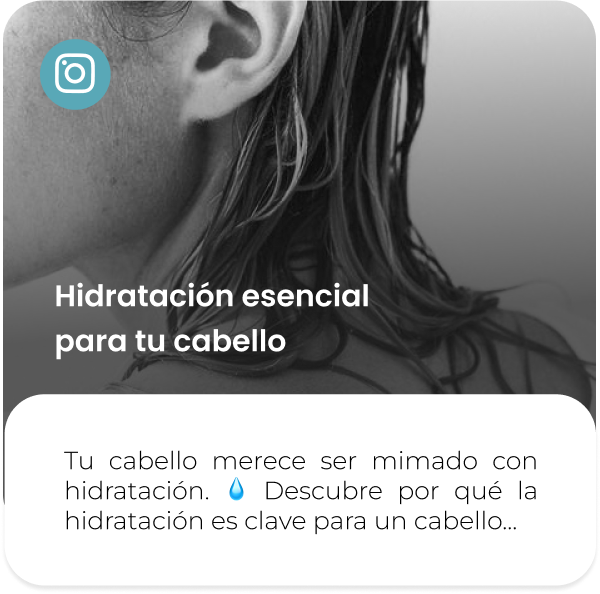 Hidratación esencial
para tu cabello
Tu cabello merece ser mimado con
hidratación. 💧 Descubre por qué la
hidratación es clave para un cabello...